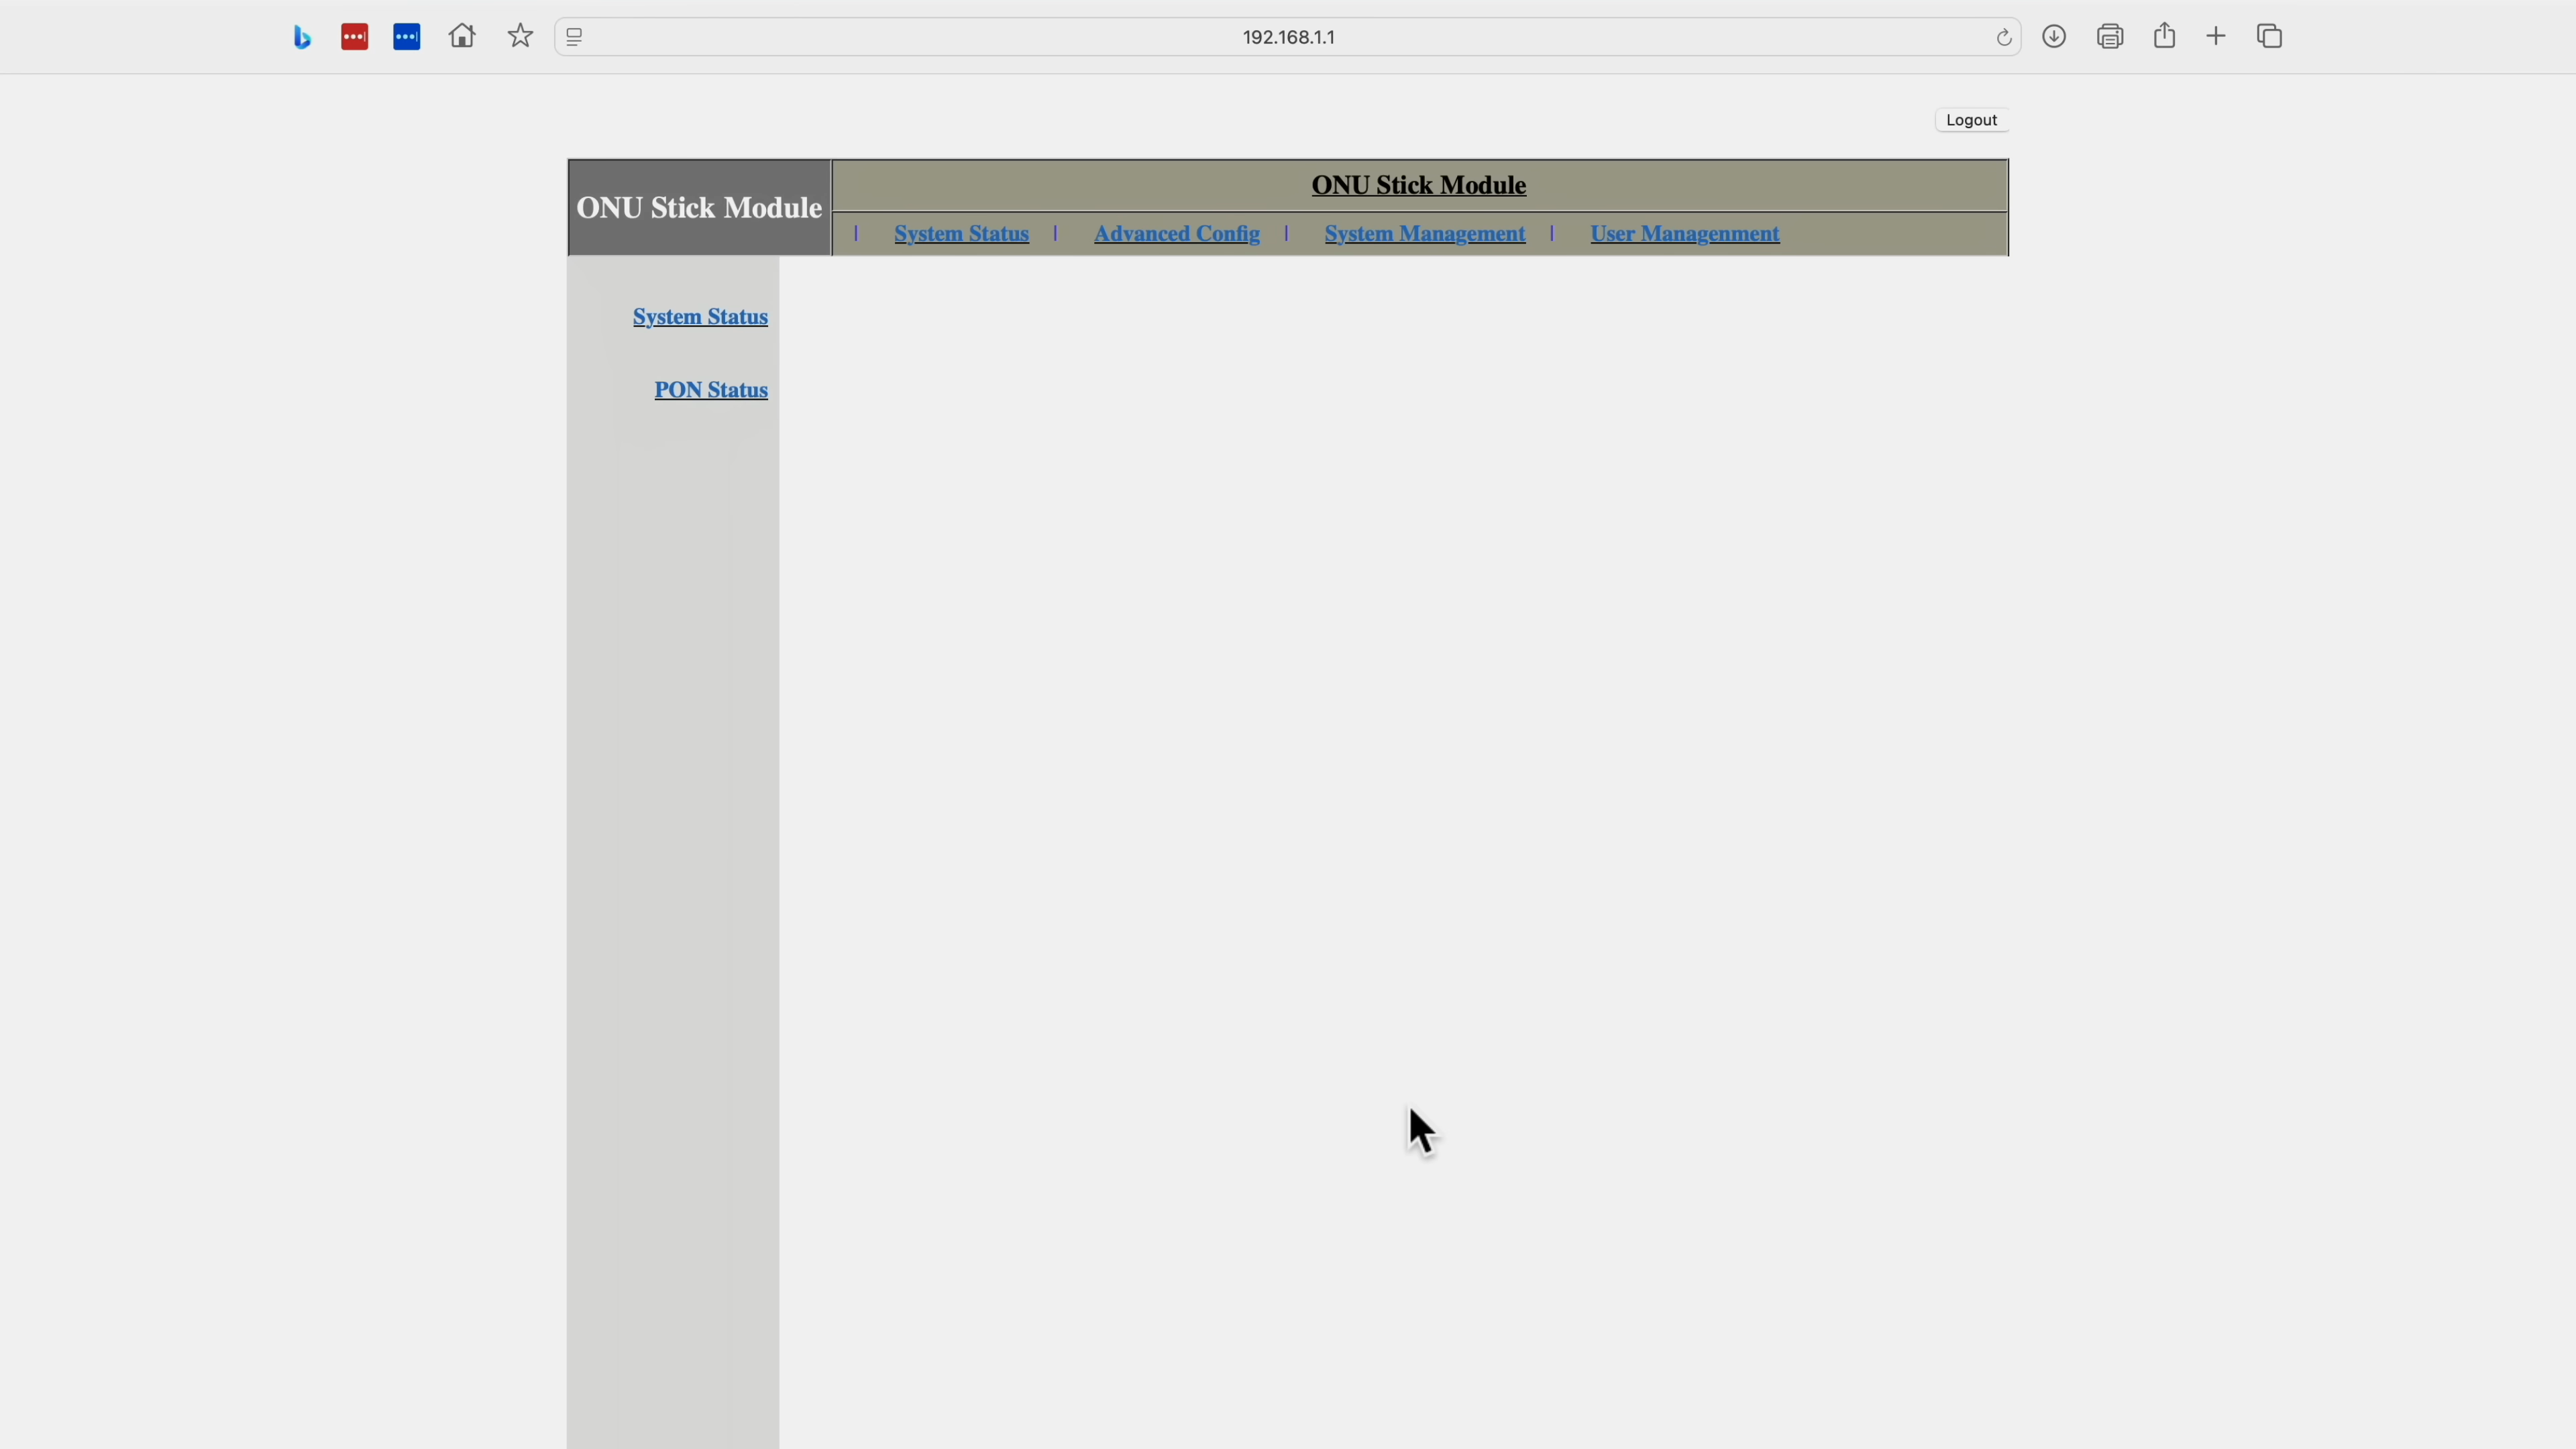 192.168.1.1
Logout
ONU Stick Module
ONU Stick Module
| System Status | Advanced Config | System Management | User Managenment
System Status
PON Status